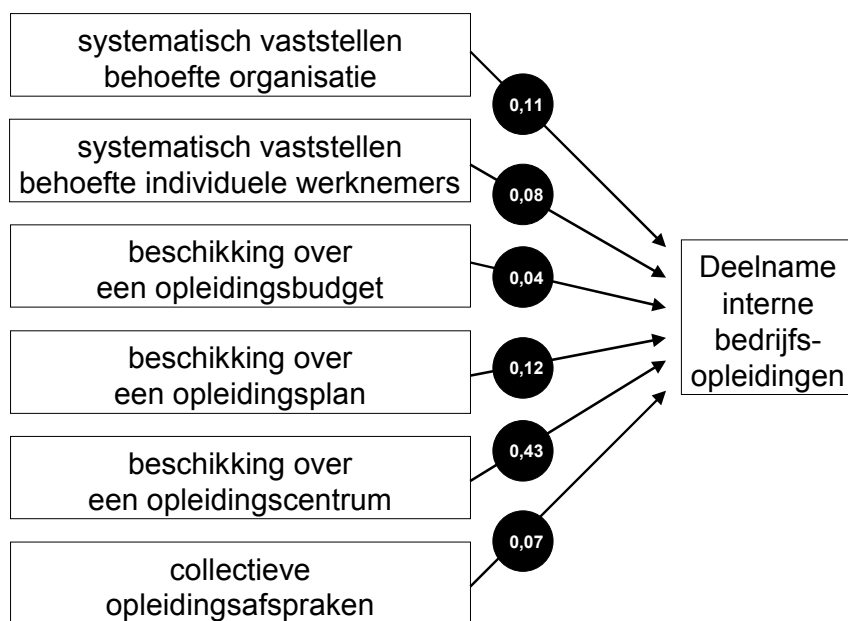 systematisch vaststellen
behoefte organisatie
0,11
systematisch vaststellen
behoefte individuele werknemers
0,08
beschikking over
een opleidingsbudget
0,04
beschikking over
een opleidingsplan
0,12
beschikking over
een opleidingscentrum
0,43
collectieve
opleidingsafspraken
0,07
Deelname
interne
bedrijfs-
opleidingen